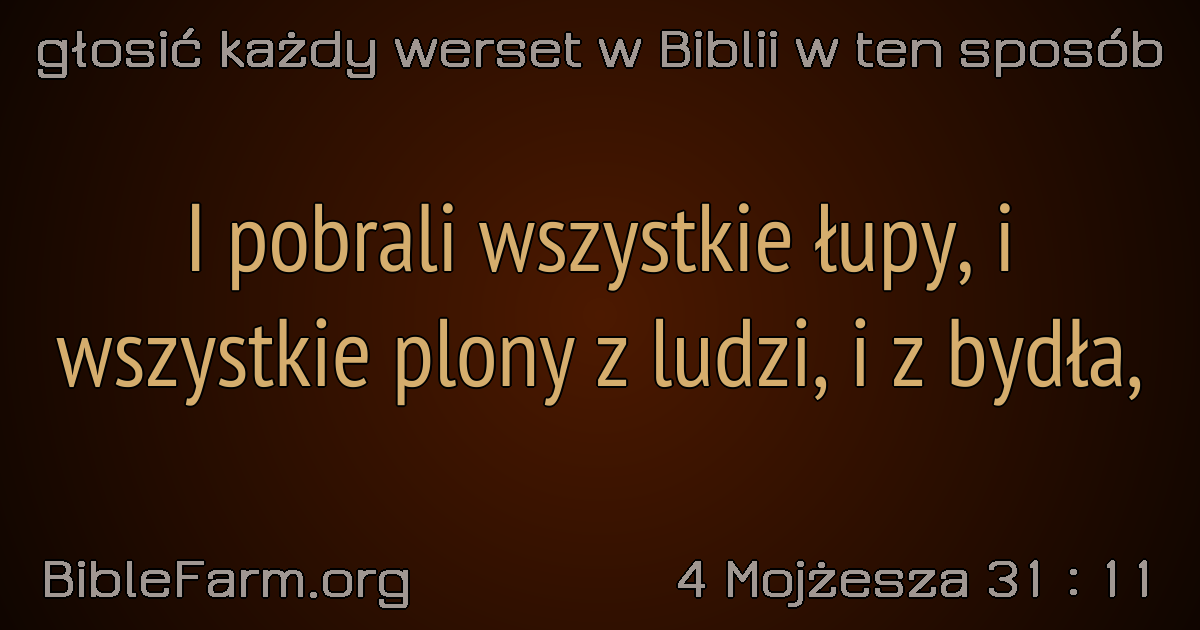 głosić każdy werset w Biblii w ten sposób
I pobrali wszystkie łupy, i
wszystkie plony z ludzi, i z bydła,
BibleFarm.org
4 Mojżesza 31 : 11